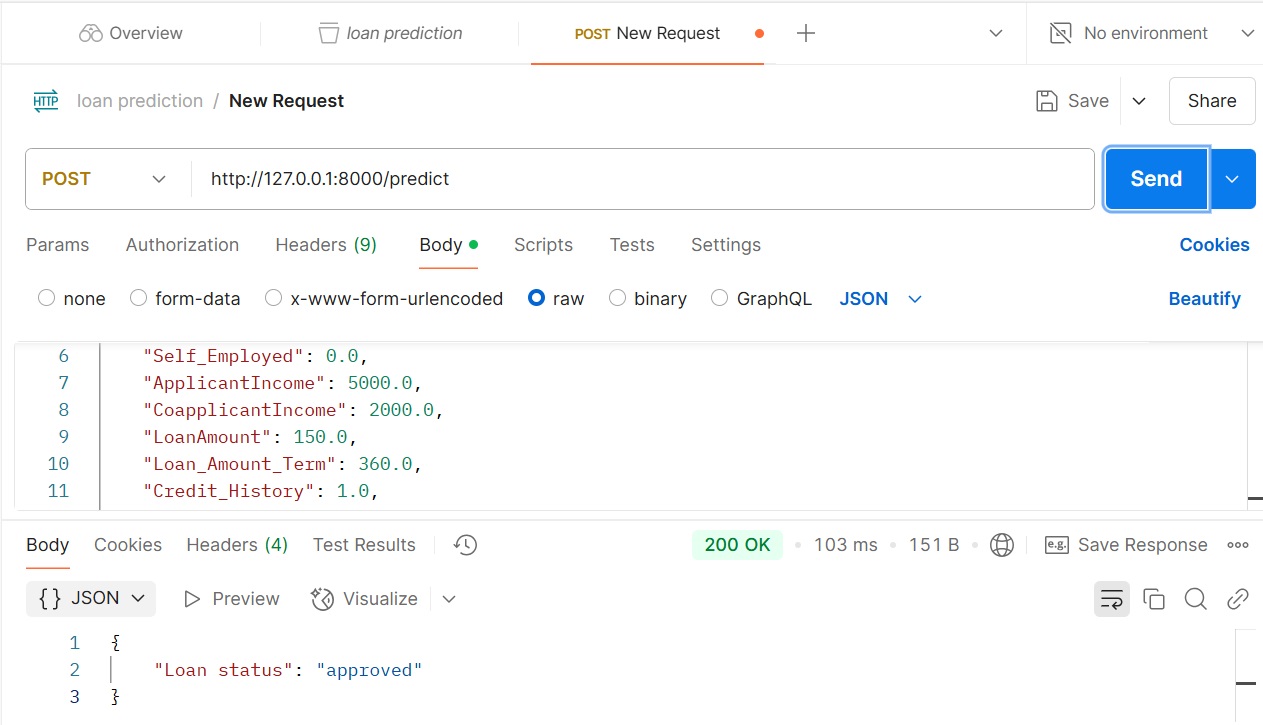 Overview loan prediction POST New Request No environment
HTTP loan prediction / New Request Save Share
POST http://127.0.0.1:8000/predict Send
Params Authorization Headers (9) Body Scripts Tests Settings Cookies
none form-data x-www-form-urlencoded raw binary GraphQL JSON Beautify
6 "Self_Employed": 0.0,
7 "ApplicantIncome": 5000.0,
8 "CoapplicantIncome": 2000.0,
9 "LoanAmount": 150.0,
10 "Loan_Amount_Term": 360.0,
11 "Credit_History": 1.0,
Body Cookies Headers (4) Test Results 200 OK 103 ms 151 B e.g. Save Response
{} JSON Preview Visualize
1 {
2 "Loan status": "approved"
3 }